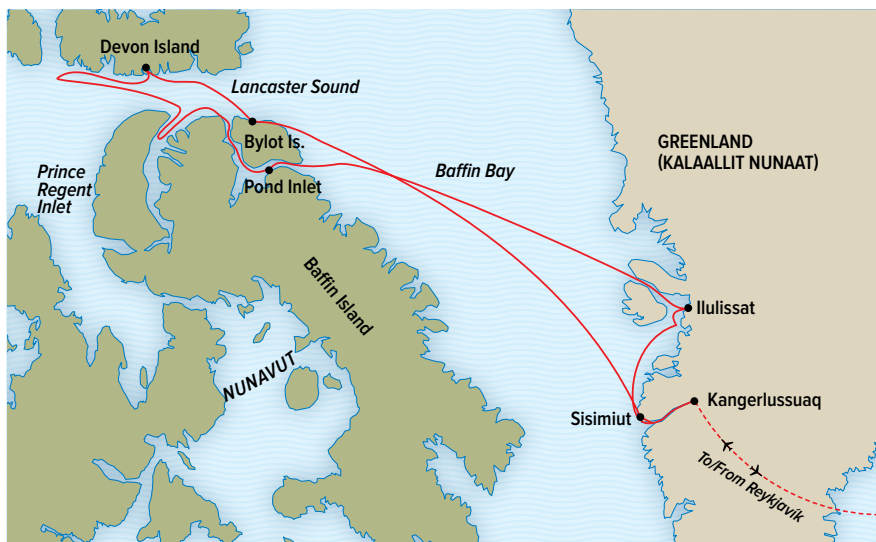 Devon Island
Lancaster Sound
Bylot Is.
GREENLAND
(KALAALLIT NUNAAT)
Prince
Regent
Inlet
Pond Inlet
Baffin Bay
Baffin Island
Ilulissat
NUNAVUT
Kangerlussuaq
Sisimiut
To/From Reykjavík